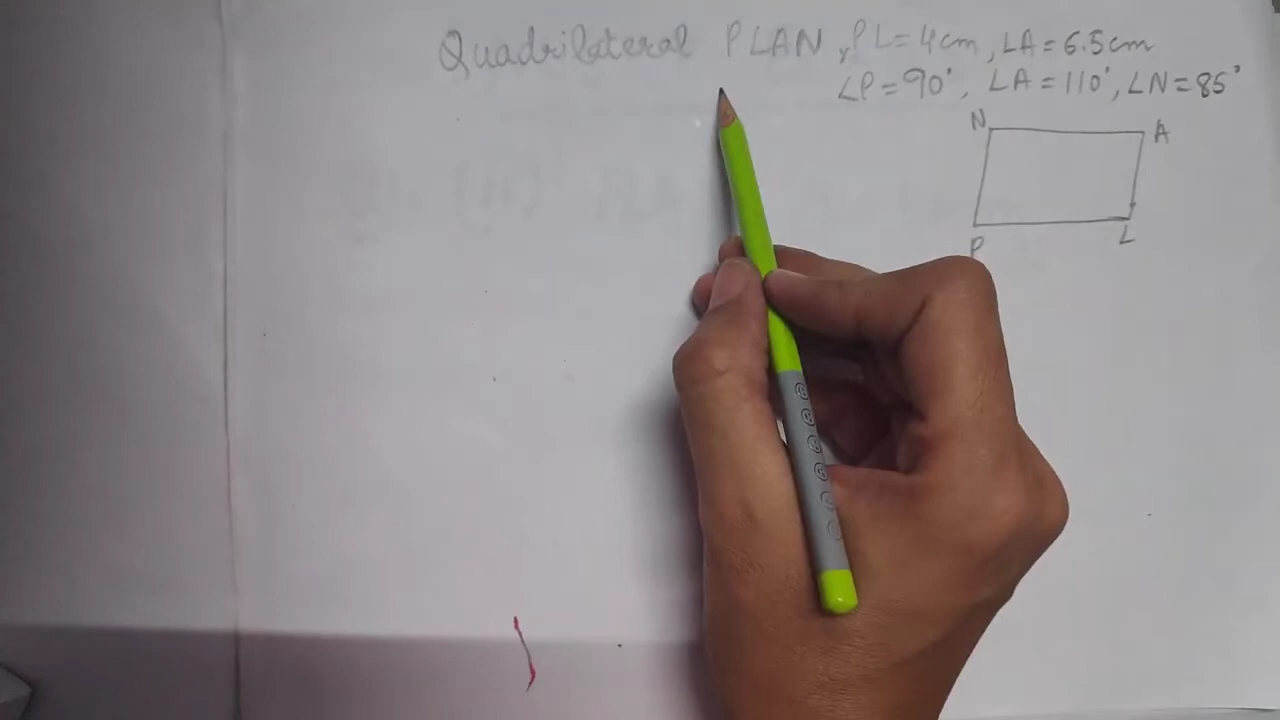 Quadrilateral PLAN, PL=4cm, LA=6.5cm
∠P=90°, ∠A=110°, ∠N=85°
N A
P L